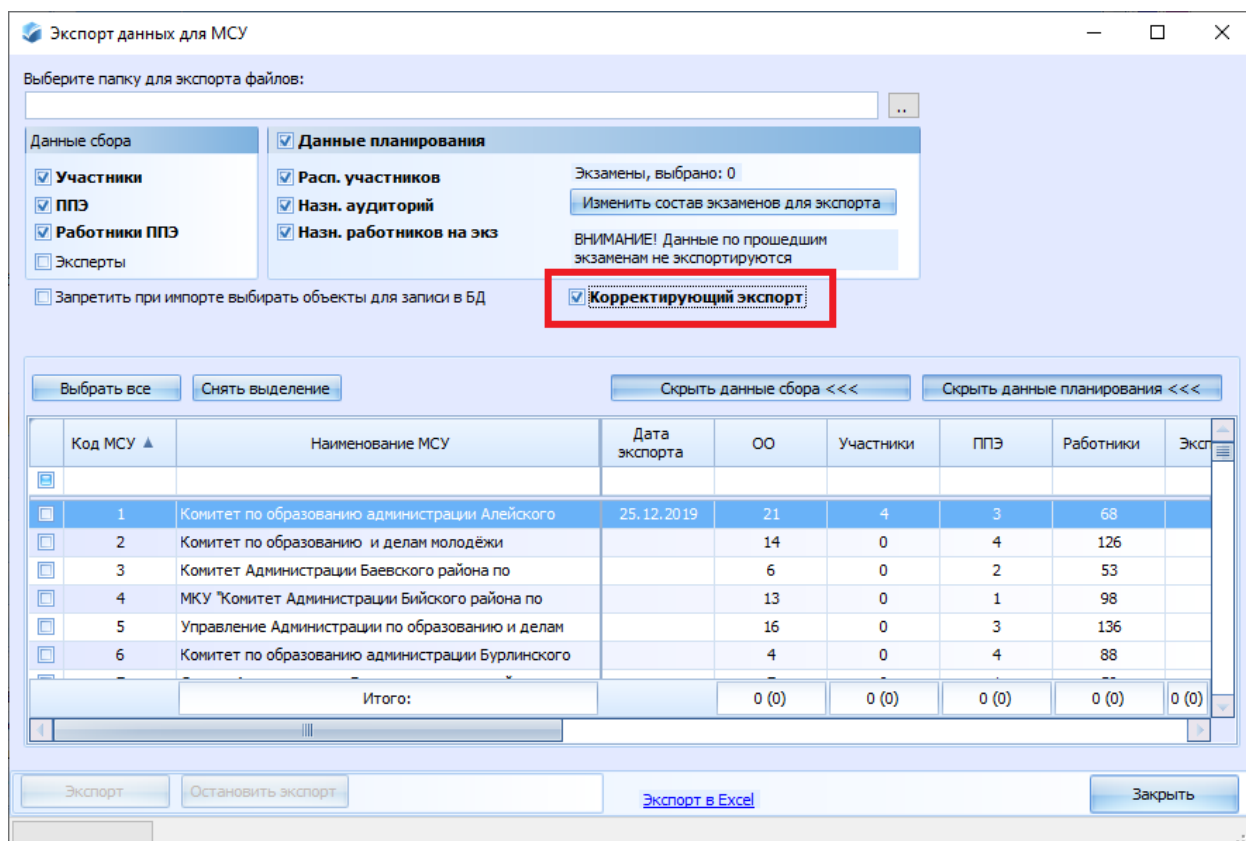 Экспорт данных для МСУ
Выберите папку для экспорта файлов:
..
Данные сбора
Участники
ППЭ
Работники ППЭ
Эксперты
Данные планирования
Расп. участников
Назн. аудиторий
Назн. работников на экз
Экзамены, выбрано: 0
Изменить состав экзаменов для экспорта
ВНИМАНИЕ! Данные по прошедшим
экзаменам не экспортируются
Запретить при импорте выбирать объекты для записи в БД
Корректирующий экспорт
Выбрать все Снять выделение Скрыть данные сбора <<< Скрыть данные планирования <<<
Код МСУ Наименование МСУ Дата экспорта ОО Участники ППЭ Работники Эксп
1 Комитет по образованию администрации Алейского 25.12.2019 21 4 3 68
2 Комитет по образованию и делам молодёжи 14 0 4 126
3 Комитет Администрации Баевского района по 6 0 2 53
4 МКУ "Комитет Администрации Бийского района по 13 0 1 98
5 Управление Администрации по образованию и делам 16 0 3 136
6 Комитет по образованию администрации Бурлинского 4 0 4 88
Итого: 0 (0) 0 (0) 0 (0) 0 (0) 0 (0)
Экспорт Остановить экспорт Экспорт в Excel Закрыть